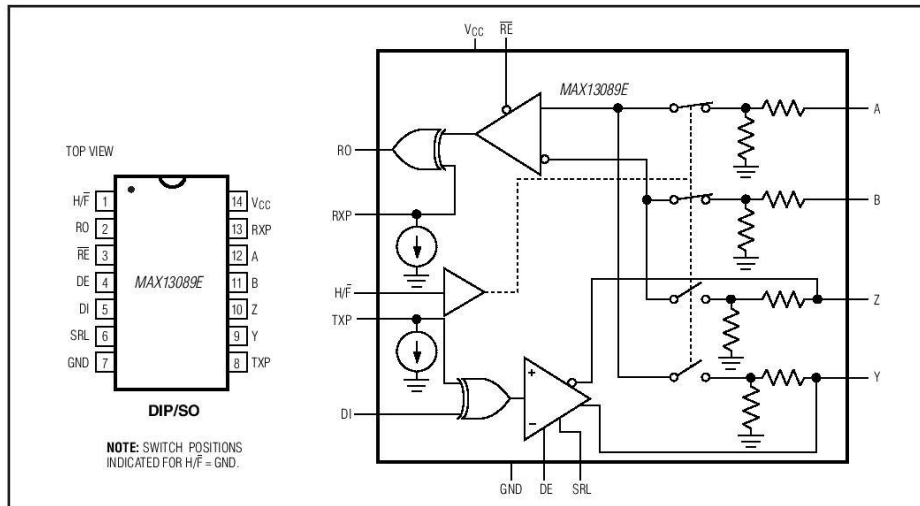 TOP VIEW
H/F̅ 1
RO 2
R̅E̅ 3
DE 4
DI 5
SRL 6
GND 7
MAX13089E
14 VCC
13 RXP
12 A
11 B
10 Z
9 Y
8 TXP
DIP/SO
NOTE: SWITCH POSITIONS
INDICATED FOR H/F̅ = GND.
VCC R̅E̅
MAX13089E
RO
RXP
H/F̅
TXP
DI
+
−
A
B
Z
Y
GND DE SRL